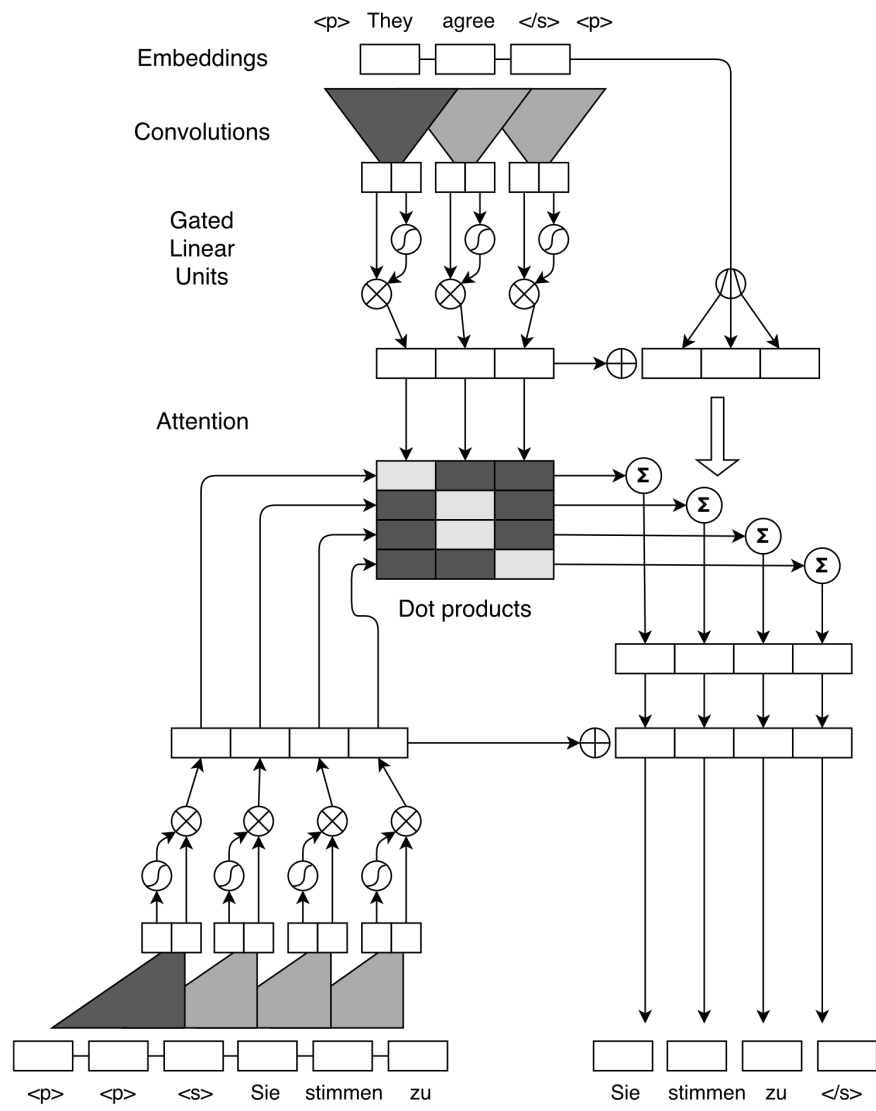 <p> They agree </s> <p>
Embeddings
Convolutions
Gated
Linear
Units
Attention
Σ
Σ
Σ
Σ
Dot products
<p> <p> <s> Sie stimmen zu
Sie stimmen zu </s>